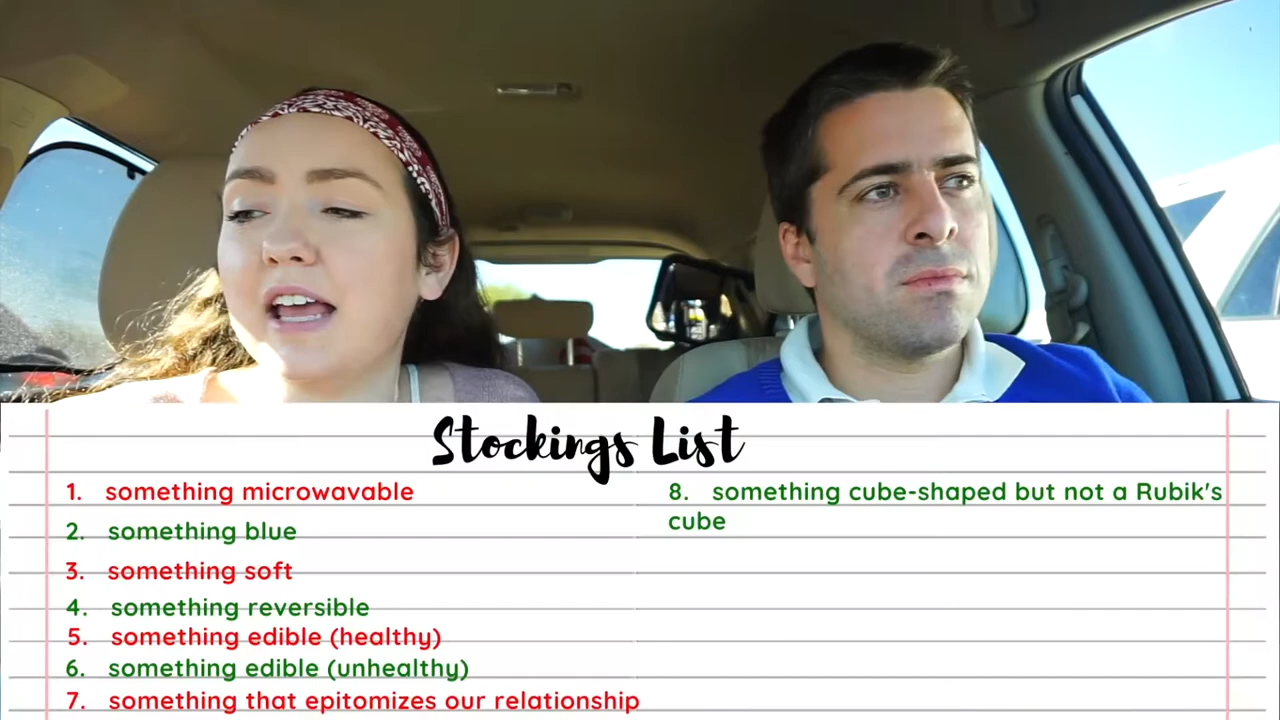 Stockings List
1. something microwavable
2. something blue
3. something soft
4. something reversible
5. something edible (healthy)
6. something edible (unhealthy)
7. something that epitomizes our relationship
8. something cube-shaped but not a Rubik's
cube